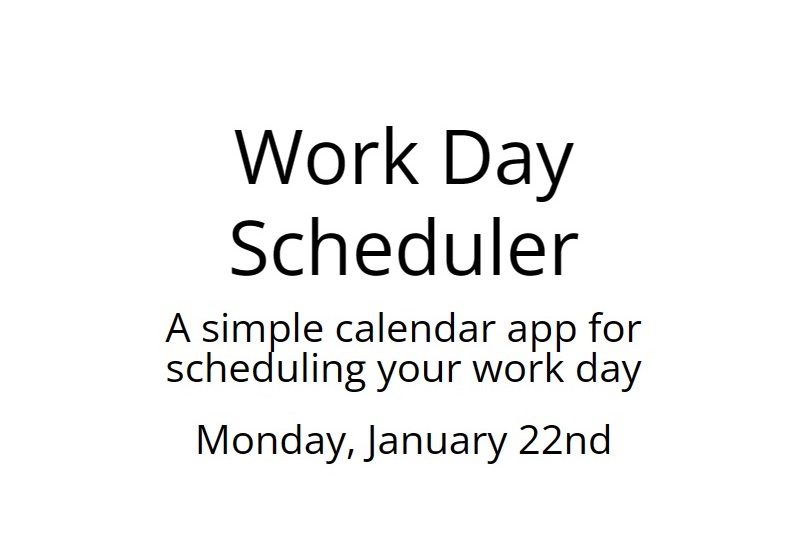 Work Day
Scheduler
A simple calendar app for
scheduling your work day
Monday, January 22nd